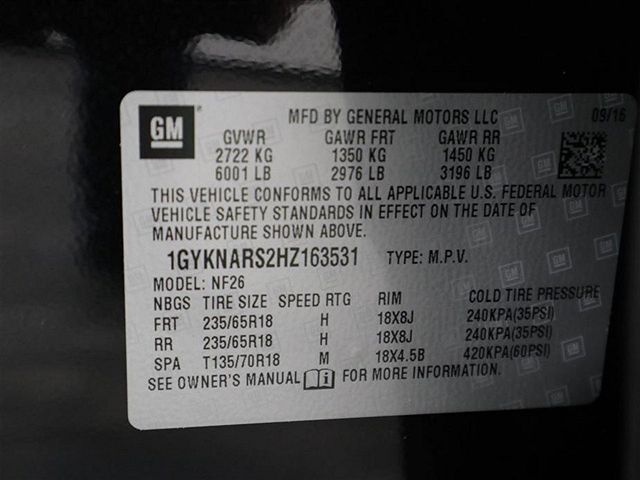 GM
MFD BY GENERAL MOTORS LLC 09/16
GVWR GAWR FRT GAWR RR
2722 KG 1350 KG 1450 KG
6001 LB 2976 LB 3196 LB
THIS VEHICLE CONFORMS TO ALL APPLICABLE U.S. FEDERAL MOTOR
VEHICLE SAFETY STANDARDS IN EFFECT ON THE DATE OF
MANUFACTURE SHOWN ABOVE.
1GYKNARS2HZ163531 TYPE: M.P.V.
MODEL: NF26
NBGS TIRE SIZE SPEED RTG RIM COLD TIRE PRESSURE
FRT 235/65R18 H 18X8J 240KPA(35PSI)
RR 235/65R18 H 18X8J 240KPA(35PSI)
SPA T135/70R18 M 18X4.5B 420KPA(60PSI)
SEE OWNER'S MANUAL FOR MORE INFORMATION.